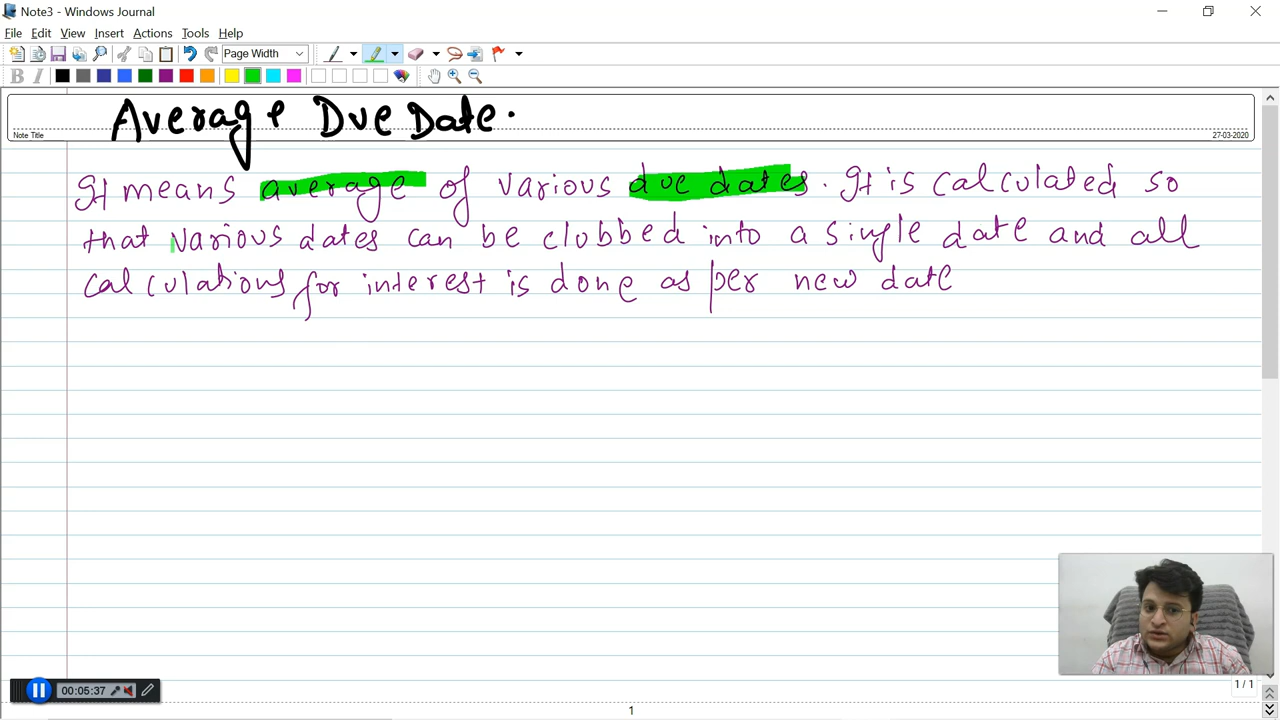 Note3 - Windows Journal
File Edit View Insert Actions Tools Help
Page Width
B I
Average Due Date.
Note Title
27-03-2020
It means average of various due dates. It is calculated so
that various dates can be clubbed into a single date and all
calculations for interest is done as per new date
00:05:37
1 / 1
1